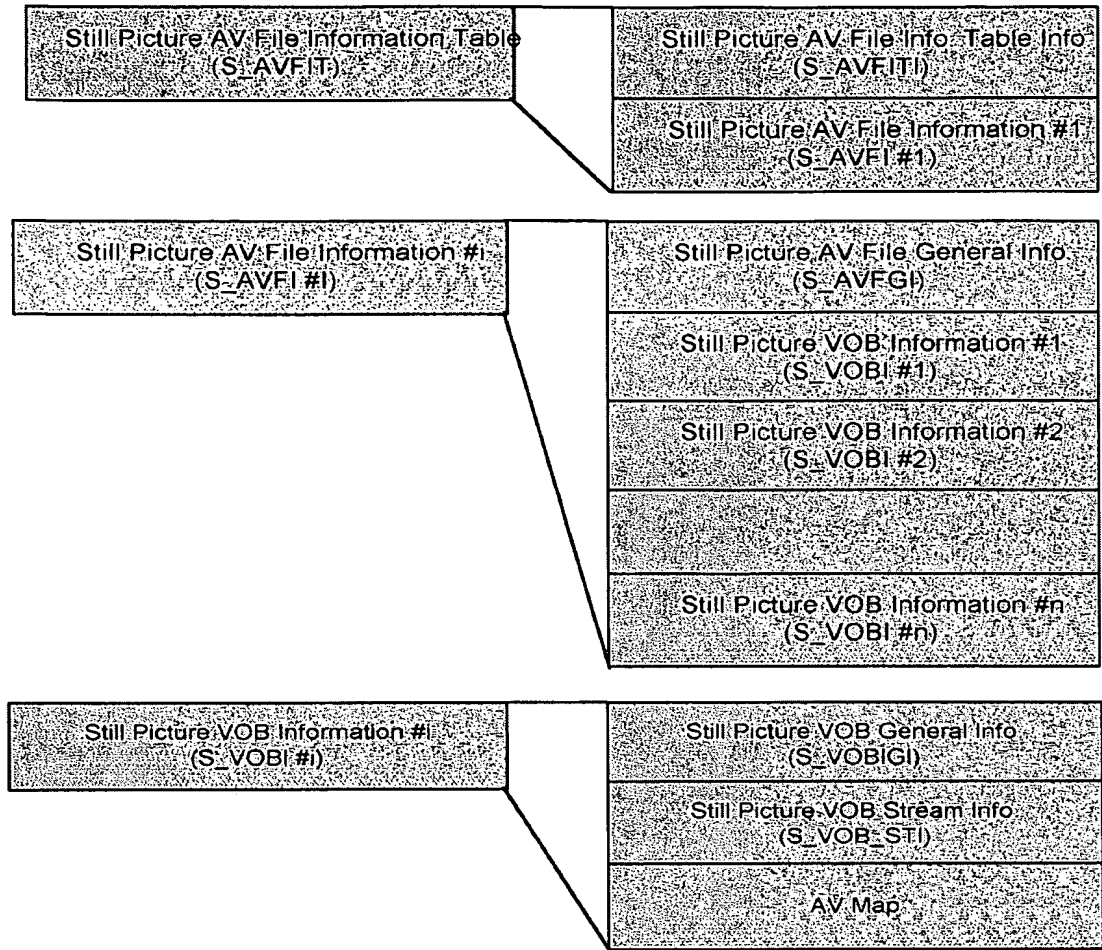 Still Picture AV File Information Table
(S_AVFIT)
Still Picture AV File Info. Table Info
(S_AVFITI)
Still Picture AV File Information #1
(S_AVFI #1)
Still Picture AV File Information #i
(S_AVFI #I)
Still Picture AV File General Info.
(S_AVFGI)
Still Picture VOB Information #1
(S_VOBI #1)
Still Picture VOB Information #2
(S_VOBI #2)
Still Picture VOB Information #n
(S_VOBI #n)
Still Picture VOB Information #i
(S_VOBI #i)
Still Picture VOB General Info
(S_VOBIGI)
Still Picture VOB Stream Info
(S_VOB_STI)
AV Map